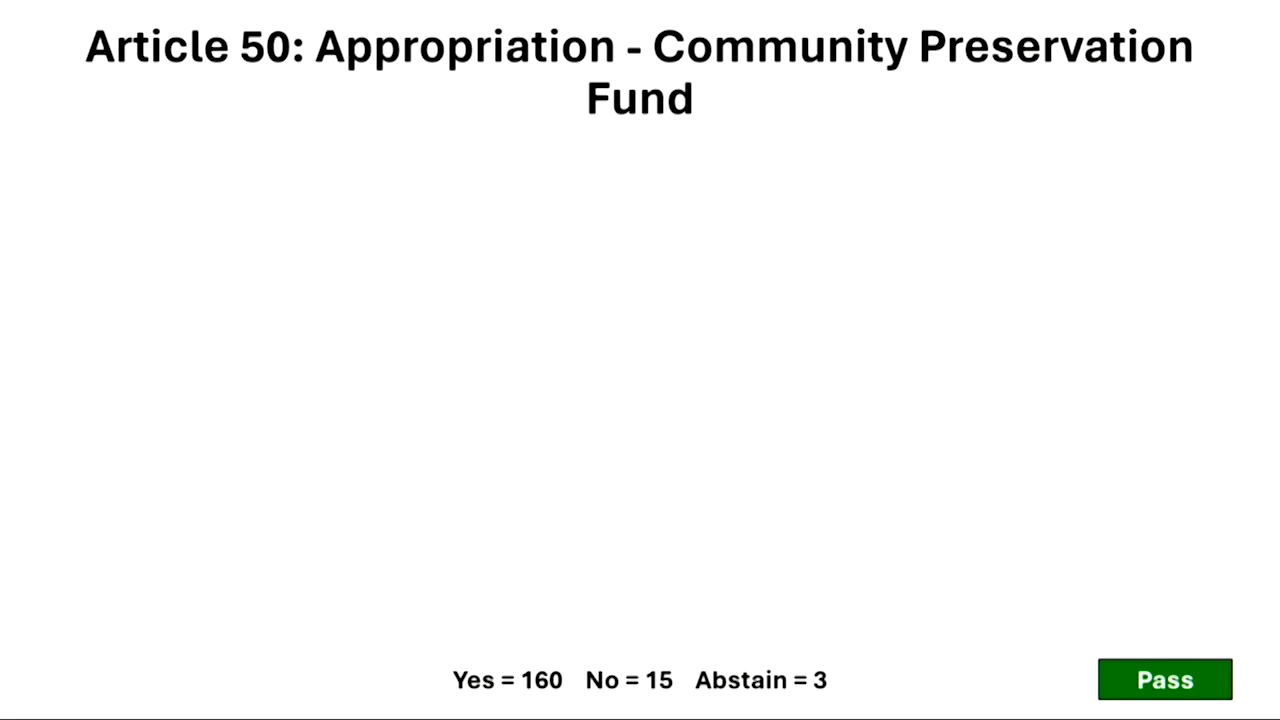 Article 50: Appropriation - Community Preservation
Fund
Yes = 160 No = 15 Abstain = 3
Pass